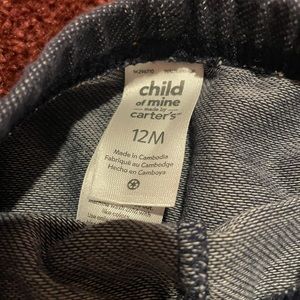 child
of mine
made by
carter's
12M
Made in Cambodia
Fabriqué au Cambodge
Hecho en Camboya